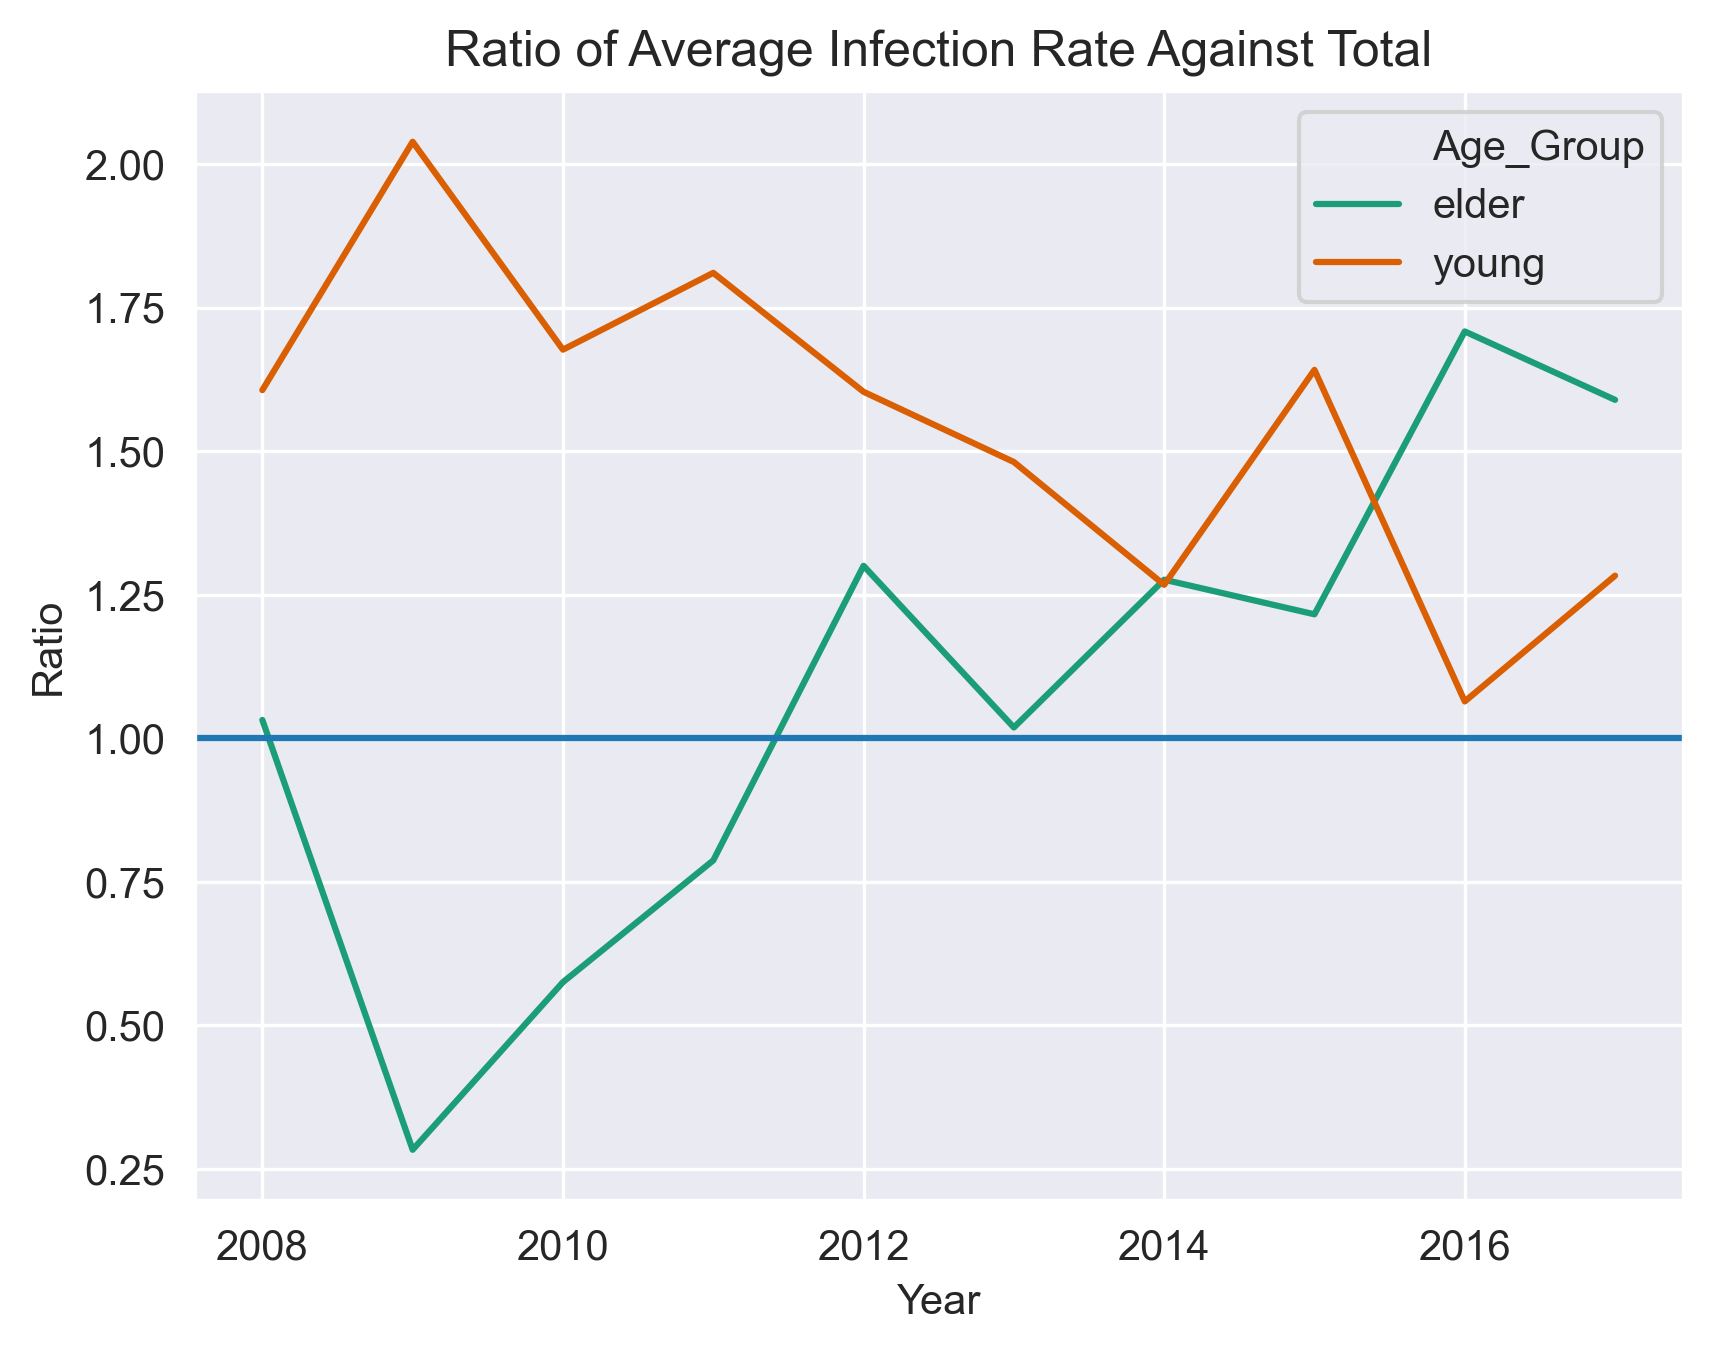 Ratio of Average Infection Rate Against Total
Age_Group
elder
young
2.00
1.75
1.50
1.25
1.00
0.75
0.50
0.25
Ratio
2008 2010 2012 2014 2016
Year